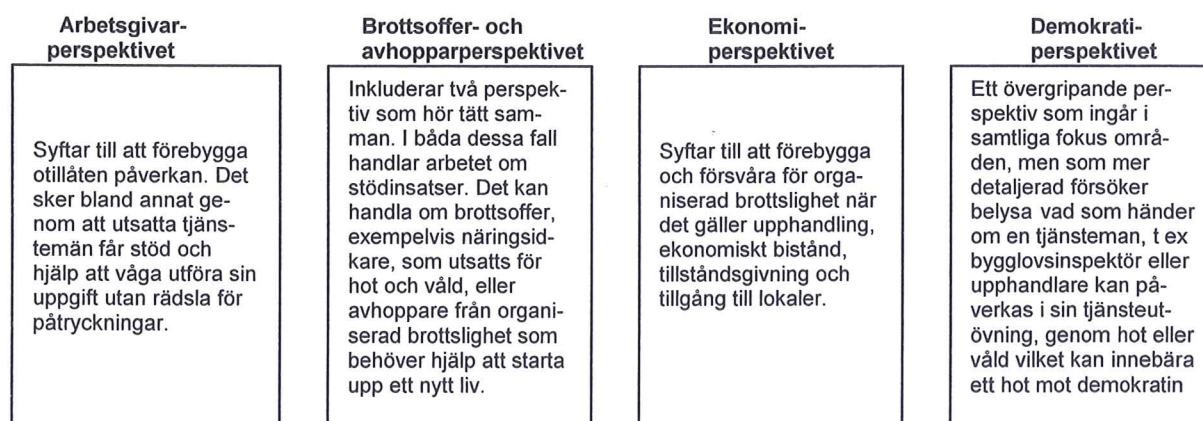 Arbetsgivar-
perspektivet
Syftar till att förebygga
otillåten påverkan. Det
sker bland annat ge-
nom att utsatta tjäns-
temän får stöd och
hjälp att våga utföra sin
uppgift utan rädsla för
påtryckningar.
Brottsoffer- och
avhopparperspektivet
Inkluderar två perspek-
tiv som hör tätt sam-
man. I båda dessa fall
handlar arbetet om
stödinsatser. Det kan
handla om brottsoffer,
exempelvis näringsid-
kare, som utsatts för
hot och våld, eller
avhoppare från organi-
serad brottslighet som
behöver hjälp att starta
upp ett nytt liv.
Ekonomi-
perspektivet
Syftar till att förebygga
och försvåra för orga-
niserad brottslighet när
det gäller upphandling,
ekonomiskt bistånd,
tillståndsgivning och
tillgång till lokaler.
Demokrati-
perspektivet
Ett övergripande per-
spektiv som ingår i
samtliga fokus områ-
den, men som mer
detaljerad försöker
belysa vad som händer
om en tjänsteman, t ex
bygglovsinspektör eller
upphandlare kan på-
verkas i sin tjänsteut-
övning, genom hot eller
våld vilket kan innebära
ett hot mot demokratin